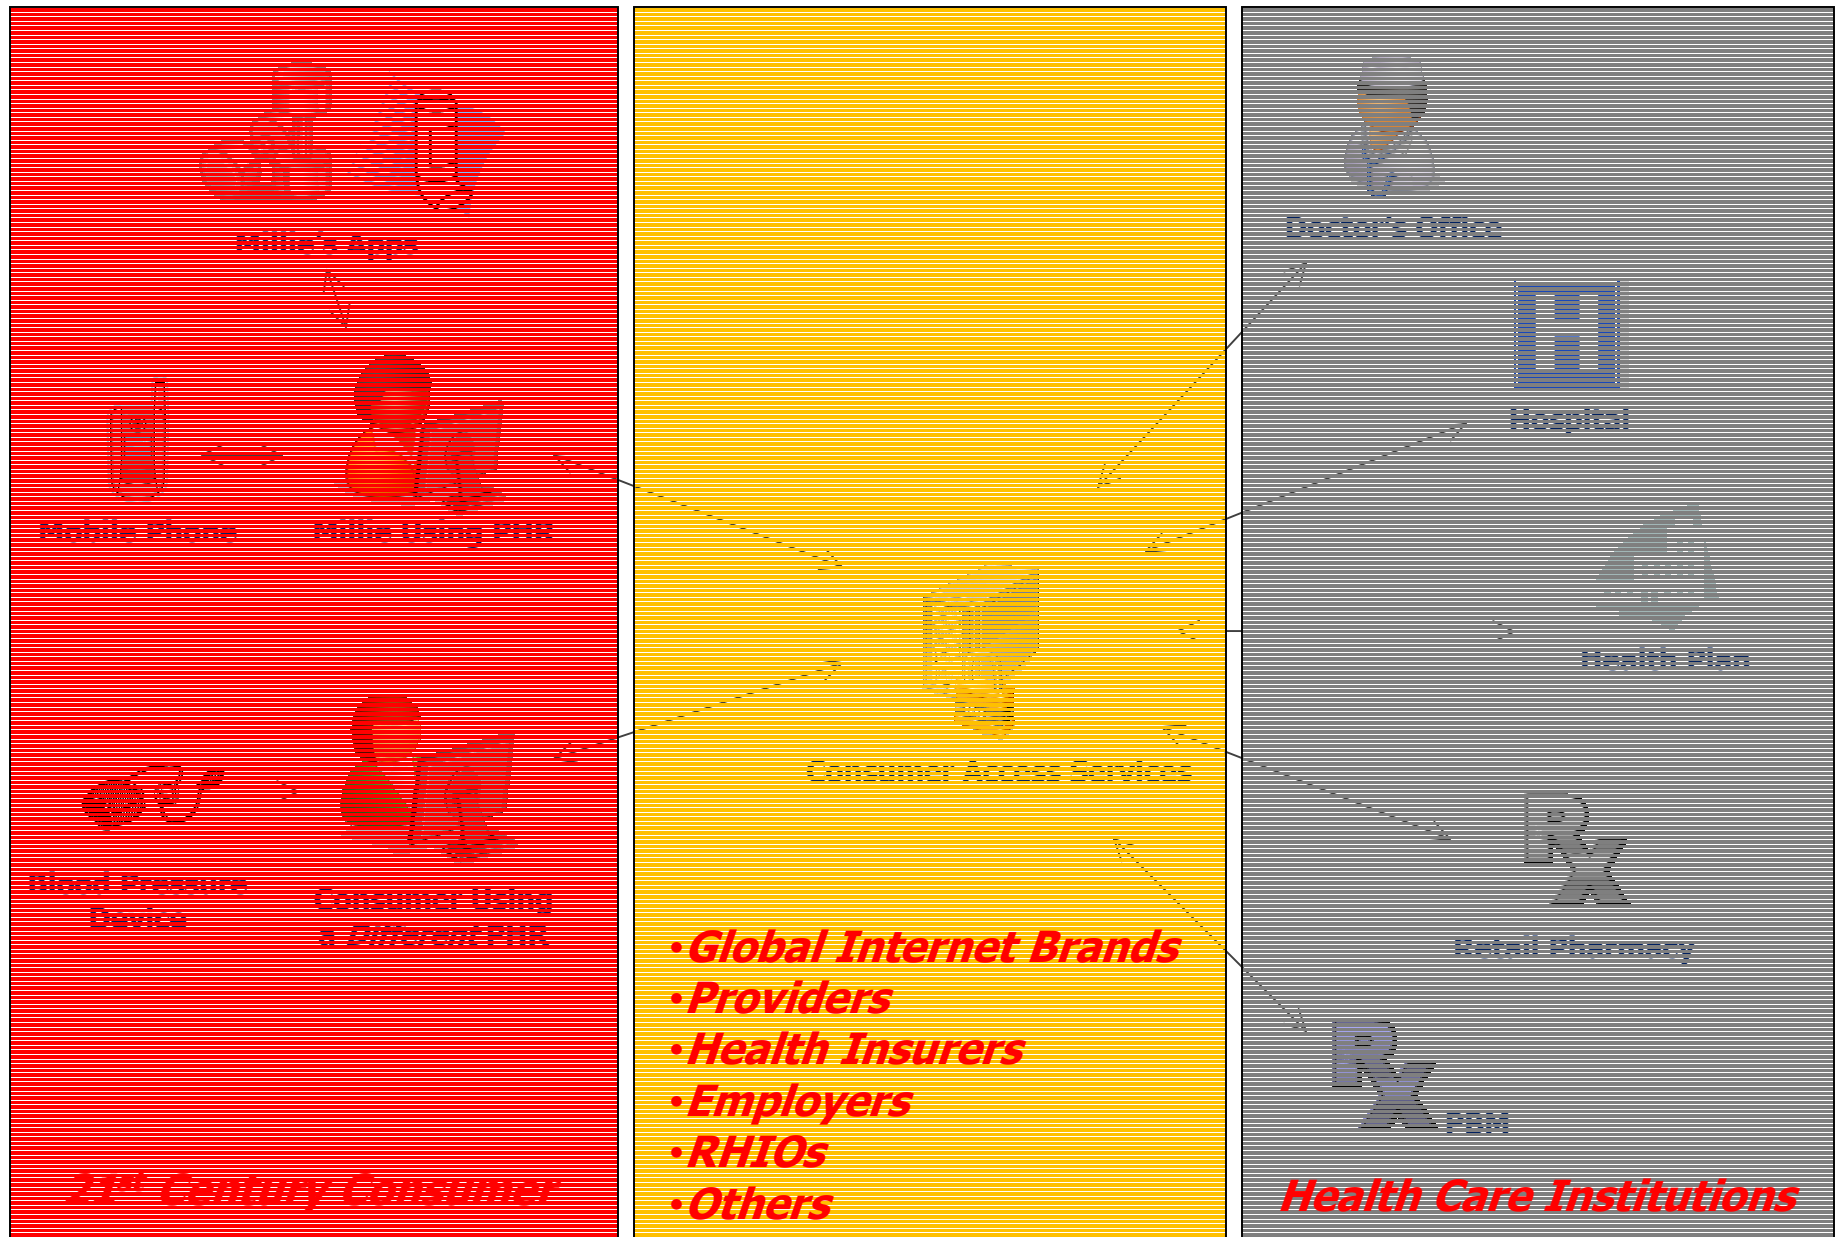 Millie's Apps
Mobile Phone
Millie Using PHR
Blood Pressure
Device
Consumer Using
a Different PHR
21st Century Consumer
Consumer Access Services
•Global Internet Brands
•Providers
•Health Insurers
•Employers
•RHIOs
•Others
Doctor's Office
H
Hospital
Health Plan
Rx
Retail Pharmacy
Rx
PBM
Health Care Institutions